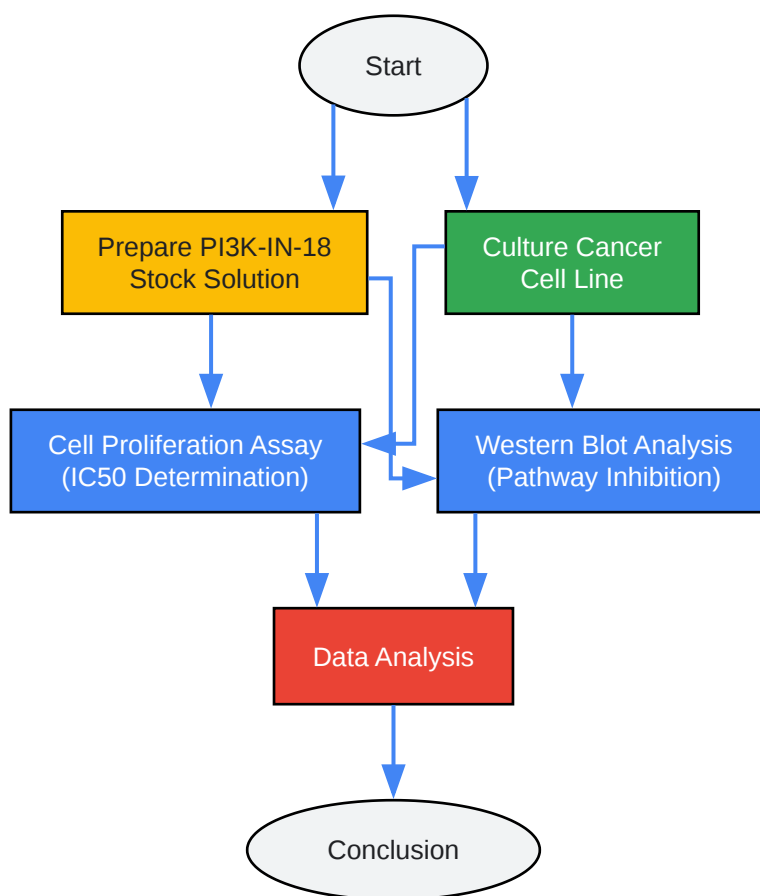 Start
Prepare PI3K-IN-18
Stock Solution
Culture Cancer
Cell Line
Cell Proliferation Assay
(IC50 Determination)
Western Blot Analysis
(Pathway Inhibition)
Data Analysis
Conclusion